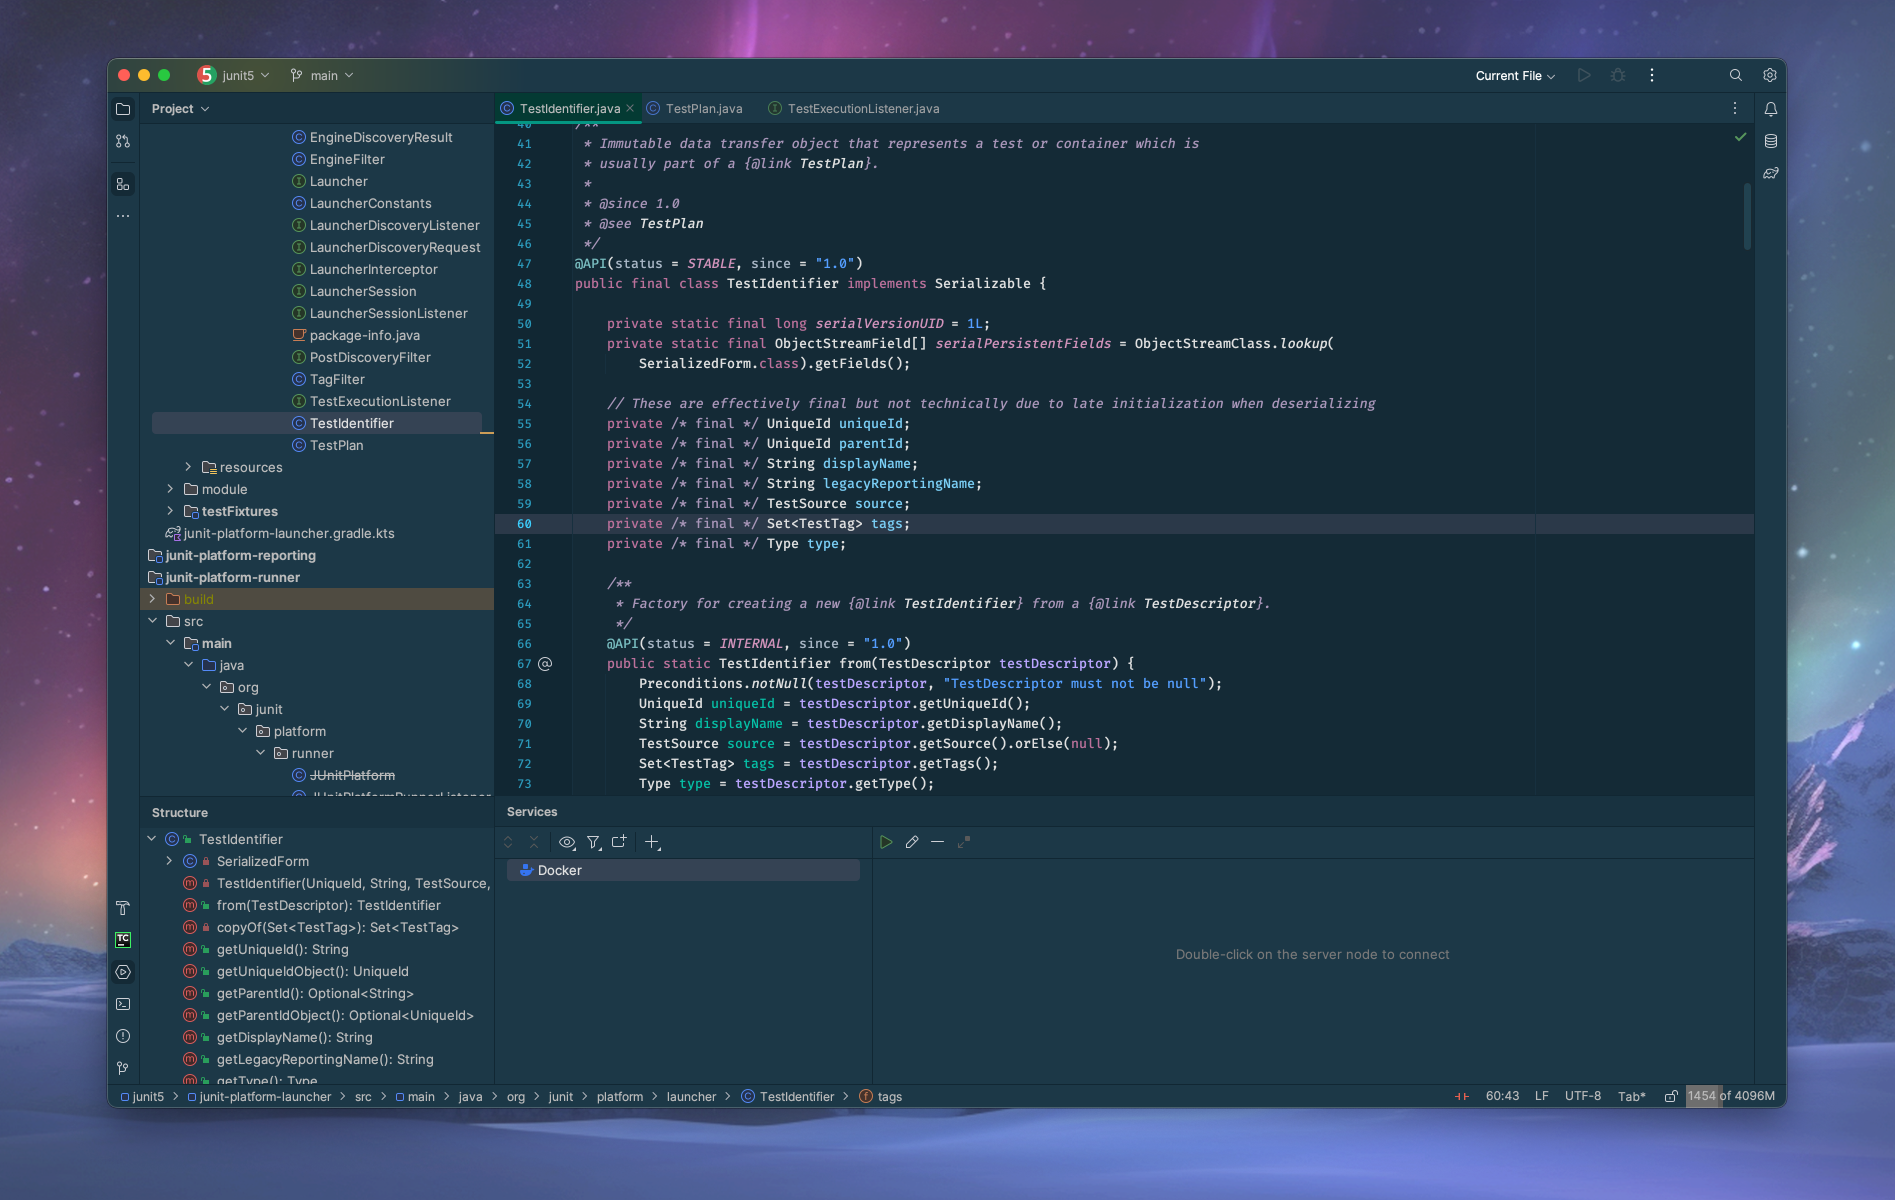 5 junit5 main Current File
Project
EngineDiscoveryResult
EngineFilter
Launcher
LauncherConstants
LauncherDiscoveryListener
LauncherDiscoveryRequest
LauncherInterceptor
LauncherSession
LauncherSessionListener
package-info.java
PostDiscoveryFilter
TagFilter
TestExecutionListener
TestIdentifier
TestPlan
resources
module
testFixtures
junit-platform-launcher.gradle.kts
junit-platform-reporting
junit-platform-runner
build
src
main
java
org
junit
platform
runner
JUnitPlatform
JUnitPlatformRunnerListener
TestIdentifier.java TestPlan.java TestExecutionListener.java
40 /**
41 * Immutable data transfer object that represents a test or container which is
42 * usually part of a {@link TestPlan}.
43 *
44 * @since 1.0
45 * @see TestPlan
46 */
47 @API(status = STABLE, since = "1.0")
48 public final class TestIdentifier implements Serializable {
49
50 private static final long serialVersionUID = 1L;
51 private static final ObjectStreamField[] serialPersistentFields = ObjectStreamClass.lookup(
52 SerializedForm.class).getFields();
53
54 // These are effectively final but not technically due to late initialization when deserializing
55 private /* final */ UniqueId uniqueId;
56 private /* final */ UniqueId parentId;
57 private /* final */ String displayName;
58 private /* final */ String legacyReportingName;
59 private /* final */ TestSource source;
60 private /* final */ Set<TestTag> tags;
61 private /* final */ Type type;
62
63 /**
64 * Factory for creating a new {@link TestIdentifier} from a {@link TestDescriptor}.
65 */
66 @API(status = INTERNAL, since = "1.0")
67 @ public static TestIdentifier from(TestDescriptor testDescriptor) {
68 Preconditions.notNull(testDescriptor, "TestDescriptor must not be null");
69 UniqueId uniqueId = testDescriptor.getUniqueId();
70 String displayName = testDescriptor.getDisplayName();
71 TestSource source = testDescriptor.getSource().orElse(null);
72 Set<TestTag> tags = testDescriptor.getTags();
73 Type type = testDescriptor.getType();
Structure
TestIdentifier
SerializedForm
TestIdentifier(UniqueId, String, TestSource,
from(TestDescriptor): TestIdentifier
copyOf(Set<TestTag>): Set<TestTag>
getUniqueId(): String
getUniqueIdObject(): UniqueId
getParentId(): Optional<String>
getParentIdObject(): Optional<UniqueId>
getDisplayName(): String
getLegacyReportingName(): String
getType(): Type
TC
Services
Docker
Double-click on the server node to connect
junit5 junit-platform-launcher src main java org junit platform launcher TestIdentifier tags 60:43 LF UTF-8 Tab* 1454 of 4096M